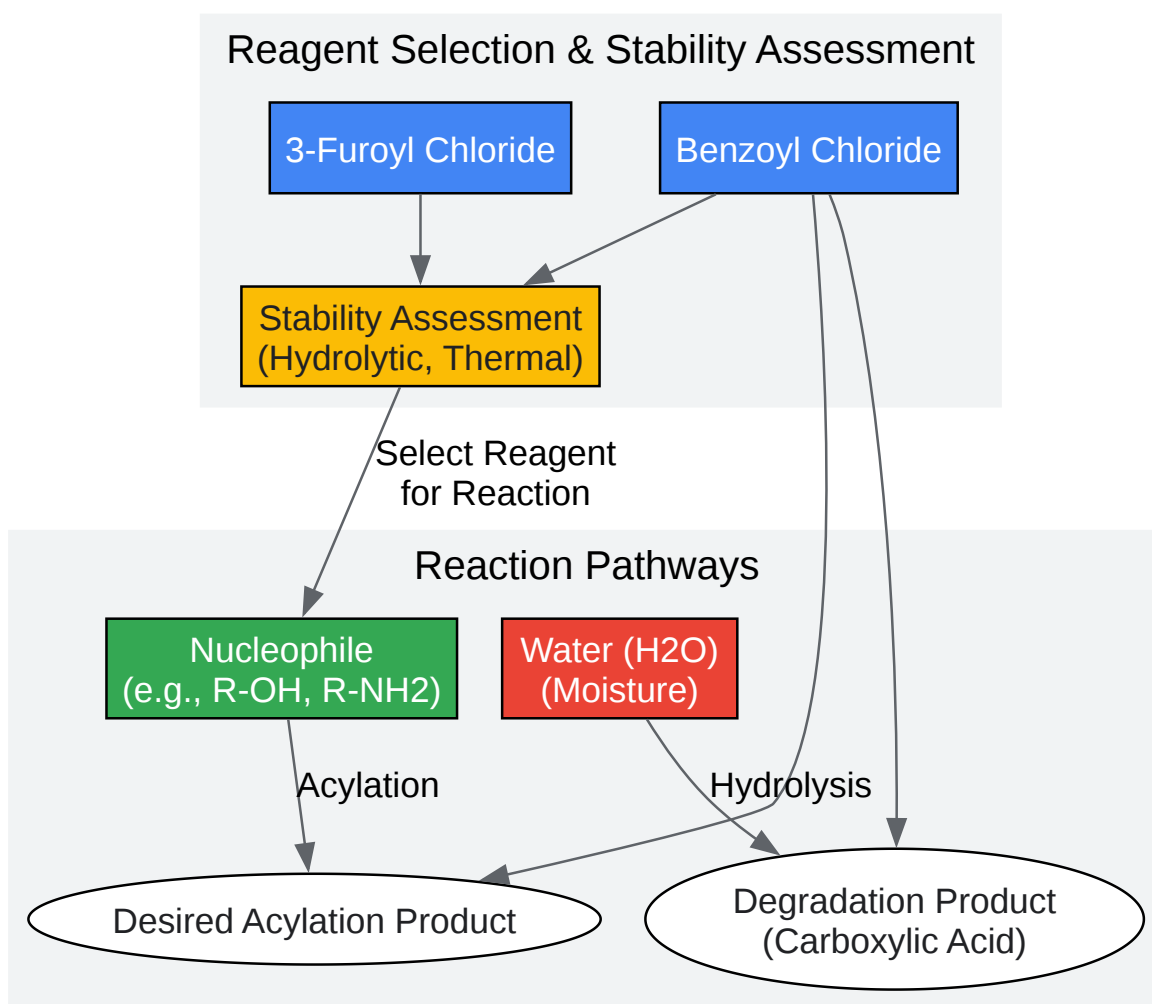 Reagent Selection & Stability Assessment
3-Furoyl Chloride
Benzoyl Chloride
Stability Assessment
(Hydrolytic, Thermal)
Select Reagent
for Reaction
Reaction Pathways
Nucleophile
(e.g., R-OH, R-NH2)
Water (H2O)
(Moisture)
Acylation
Hydrolysis
Desired Acylation Product
Degradation Product
(Carboxylic Acid)